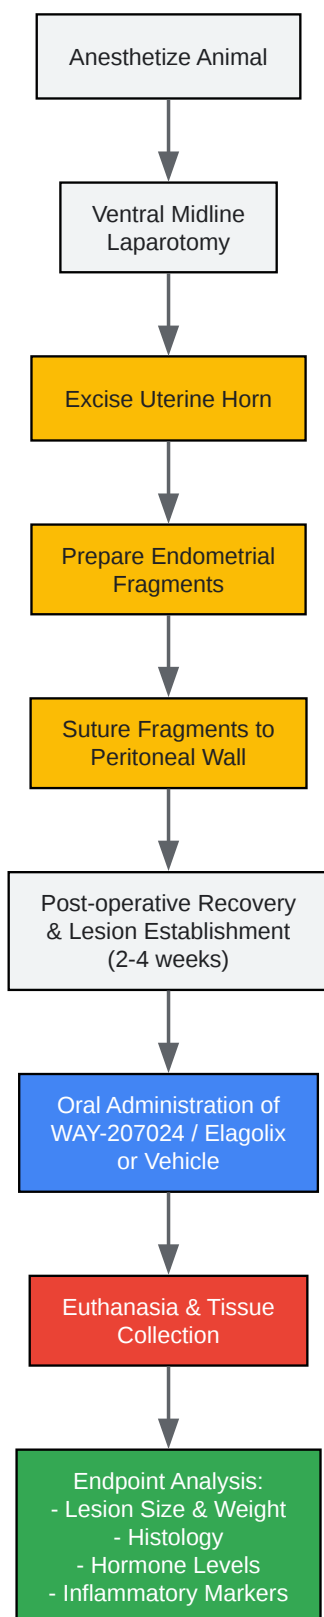 Anesthetize Animal
Ventral Midline
Laparotomy
Excise Uterine Horn
Prepare Endometrial
Fragments
Suture Fragments to
Peritoneal Wall
Post-operative Recovery
& Lesion Establishment
(2-4 weeks)
Oral Administration of
WAY-207024 / Elagolix
or Vehicle
Euthanasia & Tissue
Collection
Endpoint Analysis:
- Lesion Size & Weight
- Histology
- Hormone Levels
- Inflammatory Markers